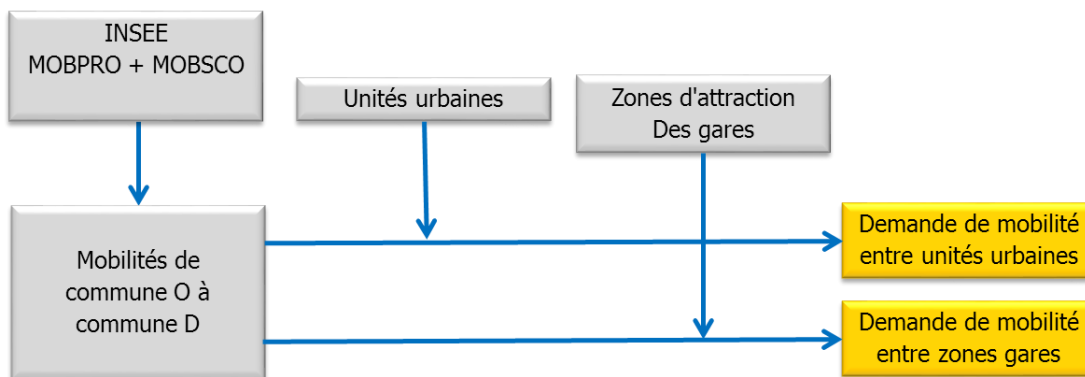 INSEE
MOBPRO + MOBSCO
Unités urbaines
Zones d'attraction
Des gares
Mobilités de
commune O à
commune D
Demande de mobilité
entre unités urbaines
Demande de mobilité
entre zones gares